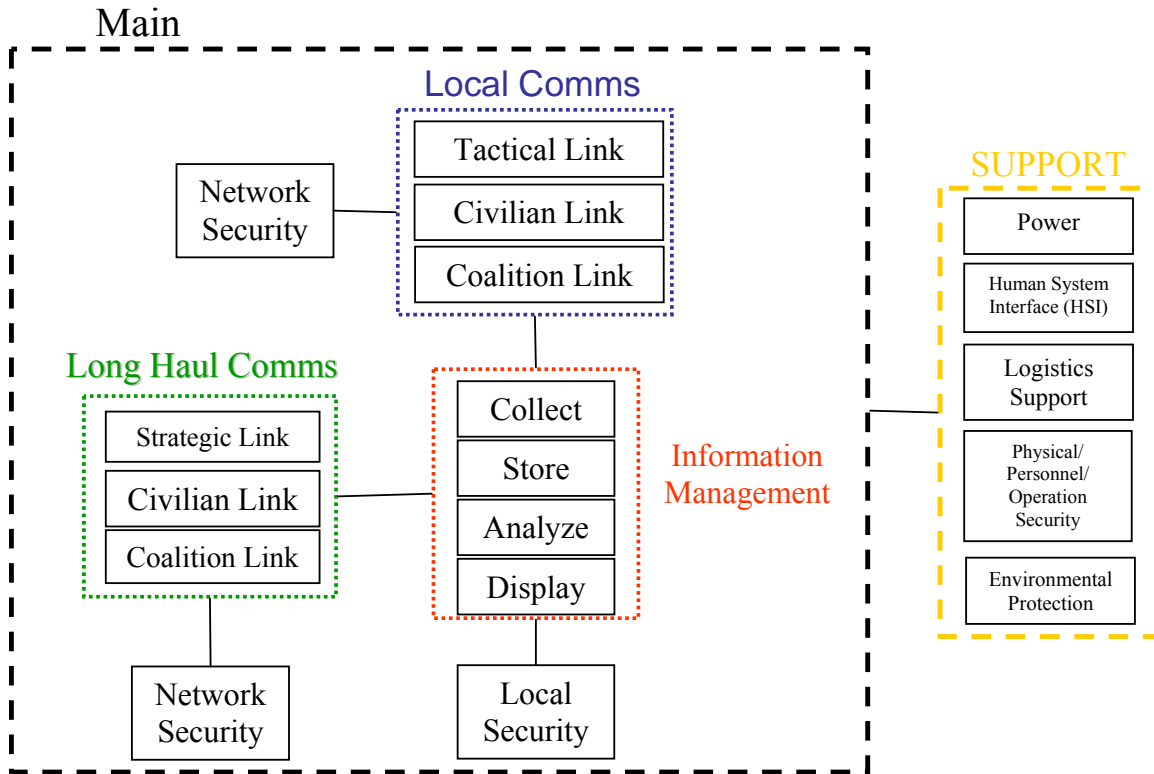 Main
Local Comms
Tactical Link
Civilian Link
Coalition Link
Network
Security
Long Haul Comms
Strategic Link
Civilian Link
Coalition Link
Network
Security
Collect
Store
Analyze
Display
Information
Management
Local
Security
SUPPORT
Power
Human System
Interface (HSI)
Logistics
Support
Physical/
Personnel/
Operation
Security
Environmental
Protection